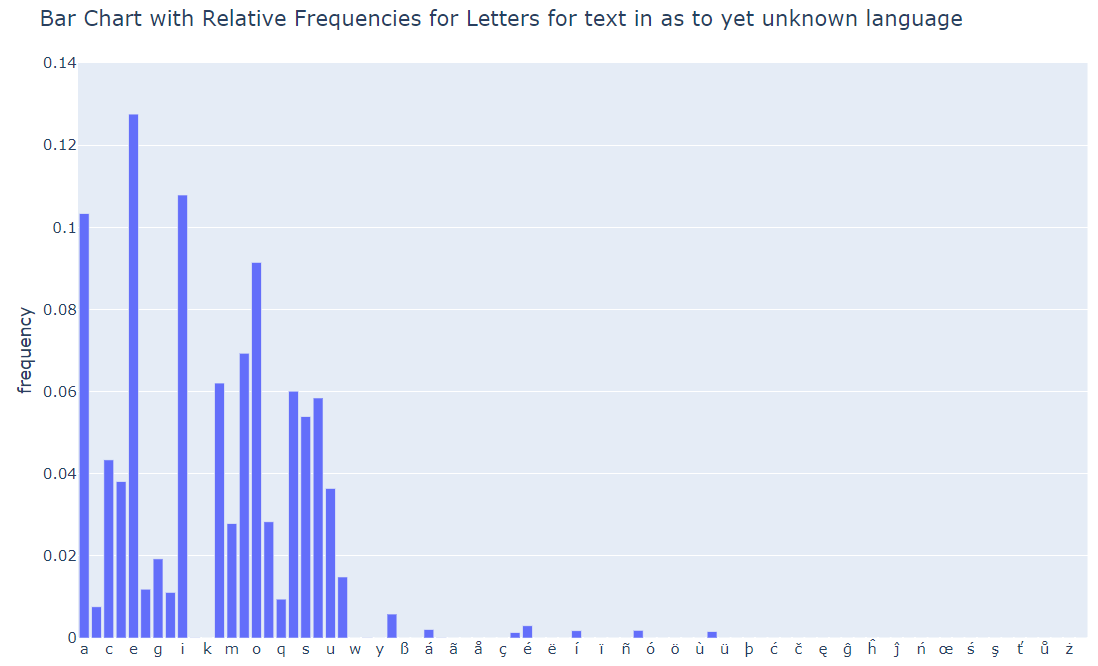 Bar Chart with Relative Frequencies for Letters for text in as to yet unknown language
0.14
0.12
0.1
0.08
0.06
0.04
0.02
0
frequency
a c e g i k m o q s u w y ß á ã å ç é ë í ï ñ ó ö ù ü þ ć č ę ĝ ĥ ĵ ń œ ś ş ť ů ż